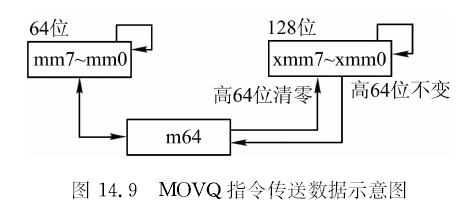 64位
128位
mm7~mm0
xmm7~xmm0
高64位清零
高64位不变
m64
图 14.9 MOVQ 指令传送数据示意图